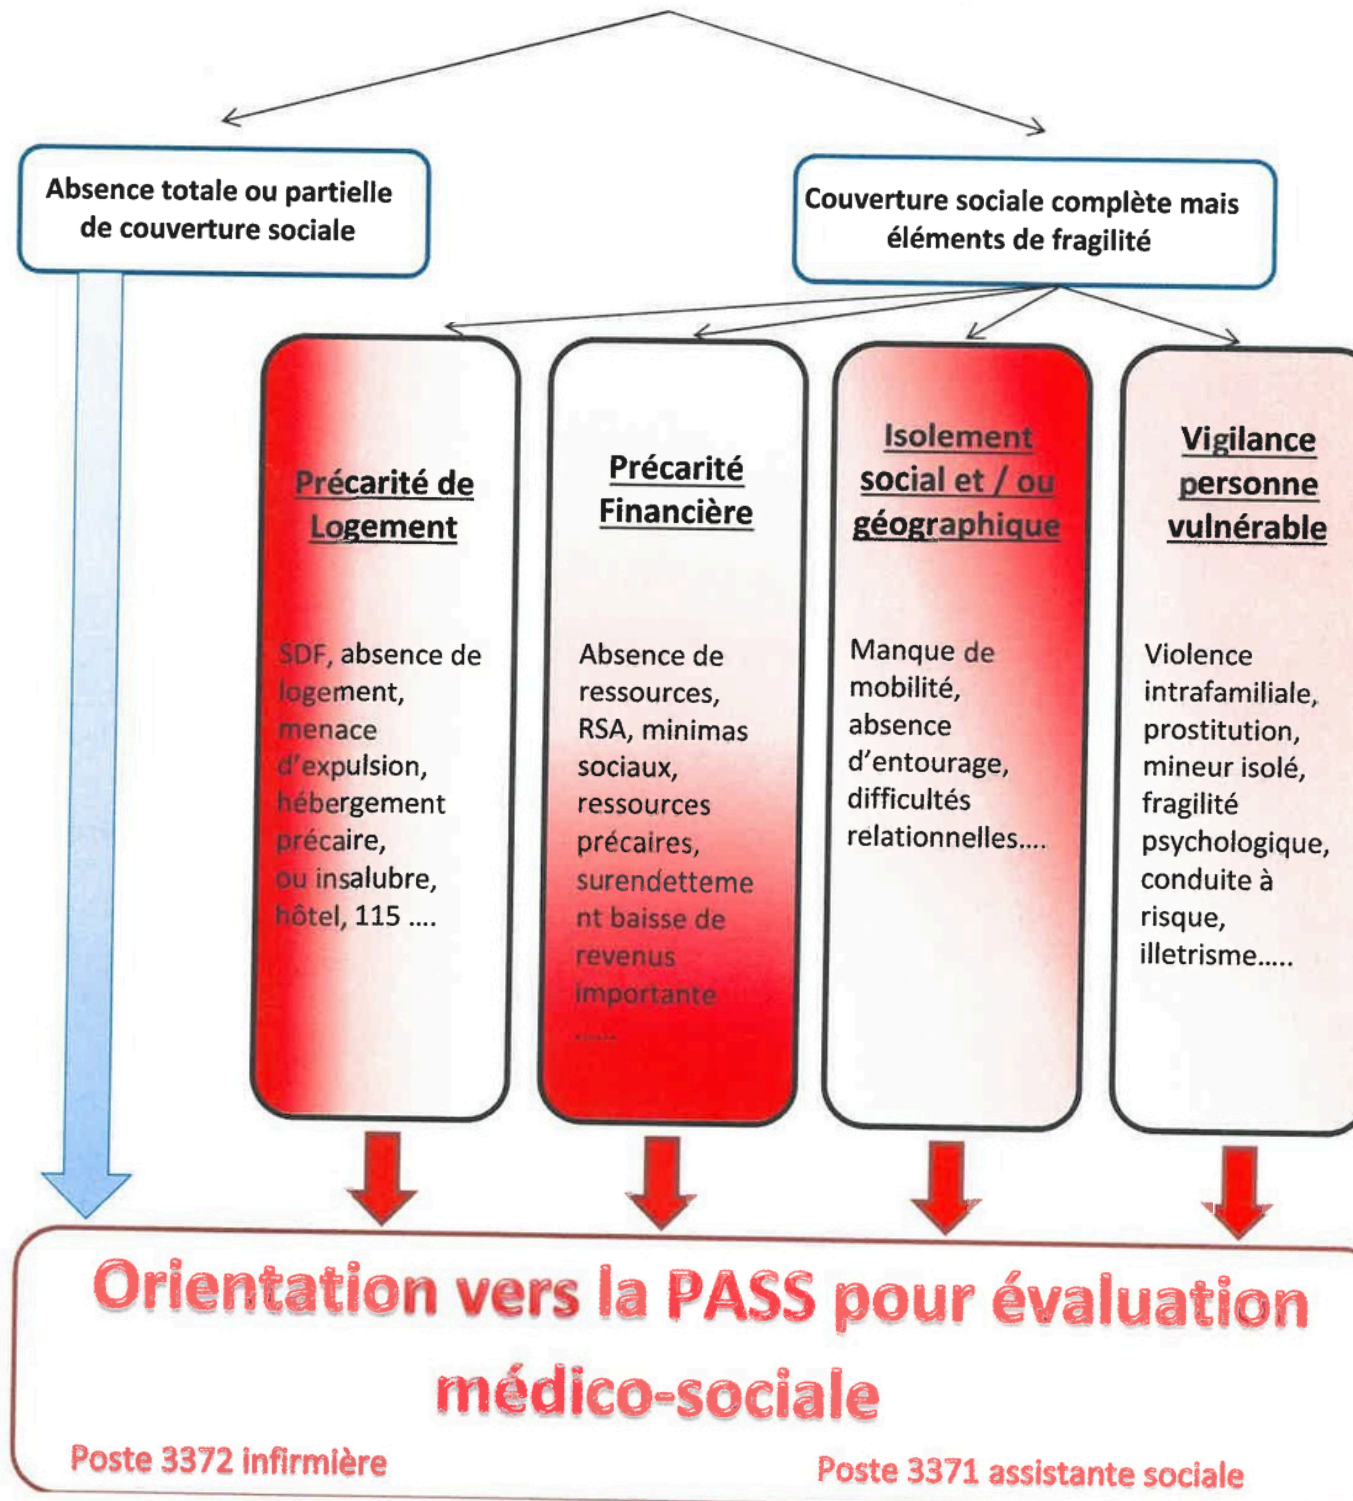 Absence totale ou partielle
de couverture sociale
Couverture sociale complète mais
éléments de fragilité
Précarité de
Logement
SDF, absence de
logement,
menace
d'expulsion,
hébergement
précaire,
ou insalubre,
hôtel, 115 ....
Précarité
Financière
Absence de
ressources,
RSA, minimas
sociaux,
ressources
précaires,
surendetteme
nt baisse de
revenus
importante
......
Isolement
social et / ou
géographique
Manque de
mobilité,
absence
d'entourage,
difficultés
relationnelles....
Vigilance
personne
vulnérable
Violence
intrafamiliale,
prostitution,
mineur isolé,
fragilité
psychologique,
conduite à
risque,
illetrisme.....
Orientation vers la PASS pour évaluation
médico-sociale
Poste 3372 infirmière
Poste 3371 assistante sociale